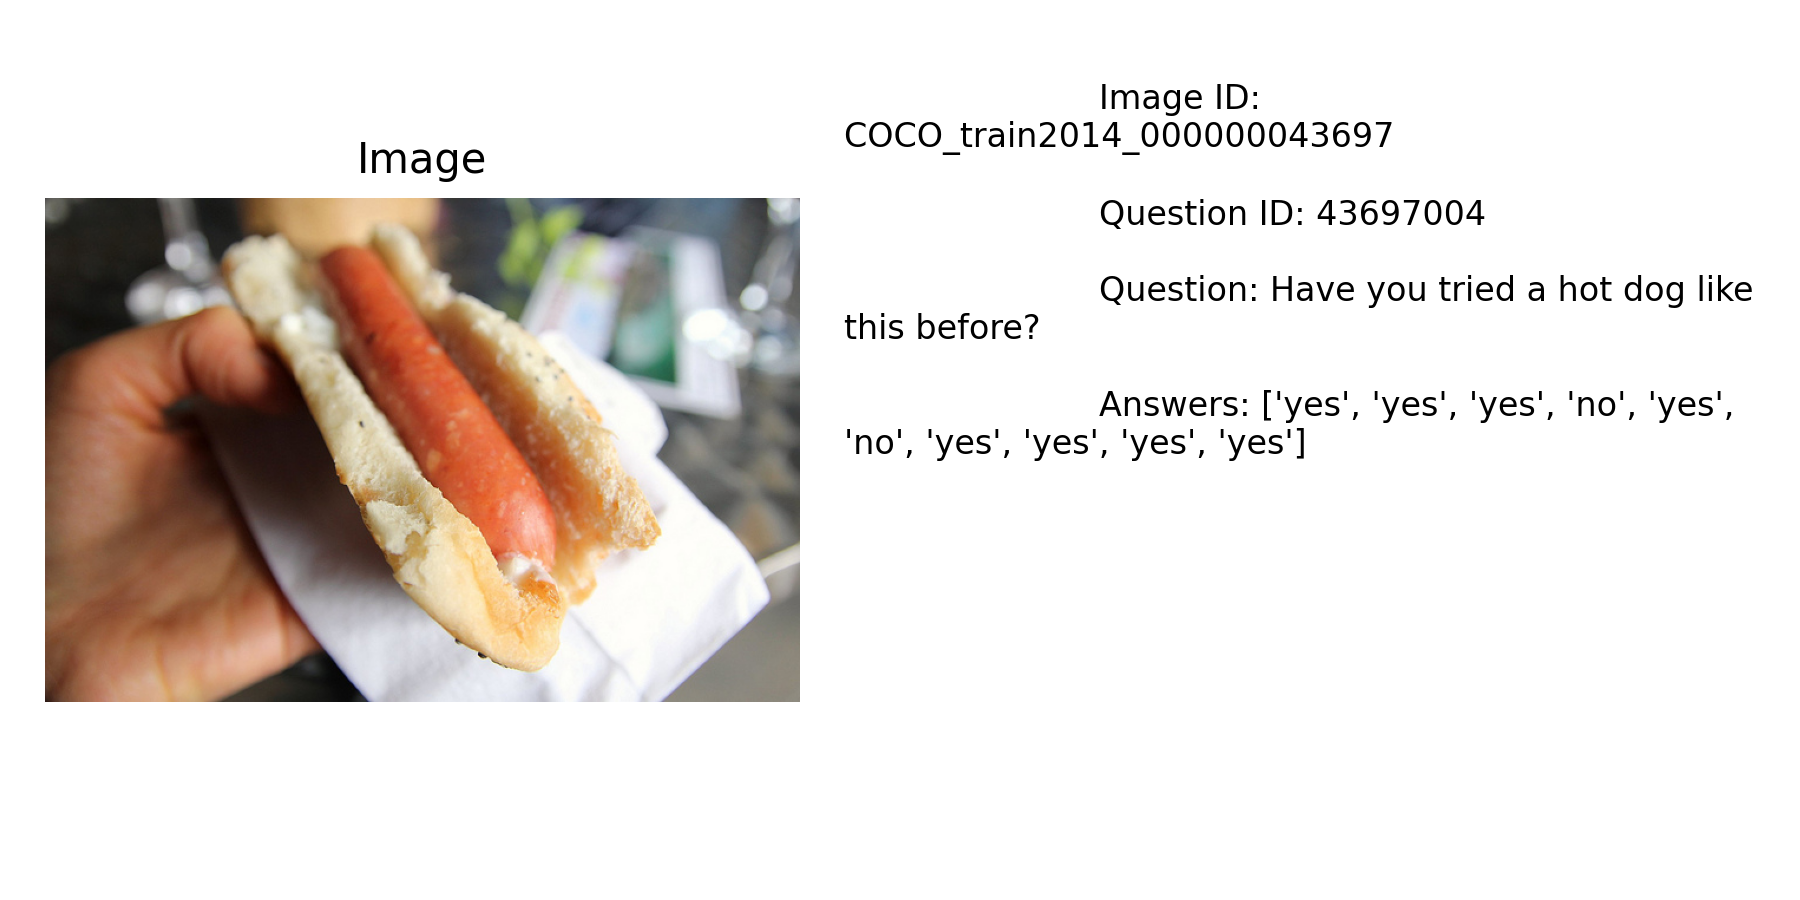 Image
Image ID:
COCO_train2014_000000043697
Question ID: 43697004
Question: Have you tried a hot dog like
this before?
Answers: ['yes', 'yes', 'yes', 'no', 'yes',
'no', 'yes', 'yes', 'yes', 'yes']